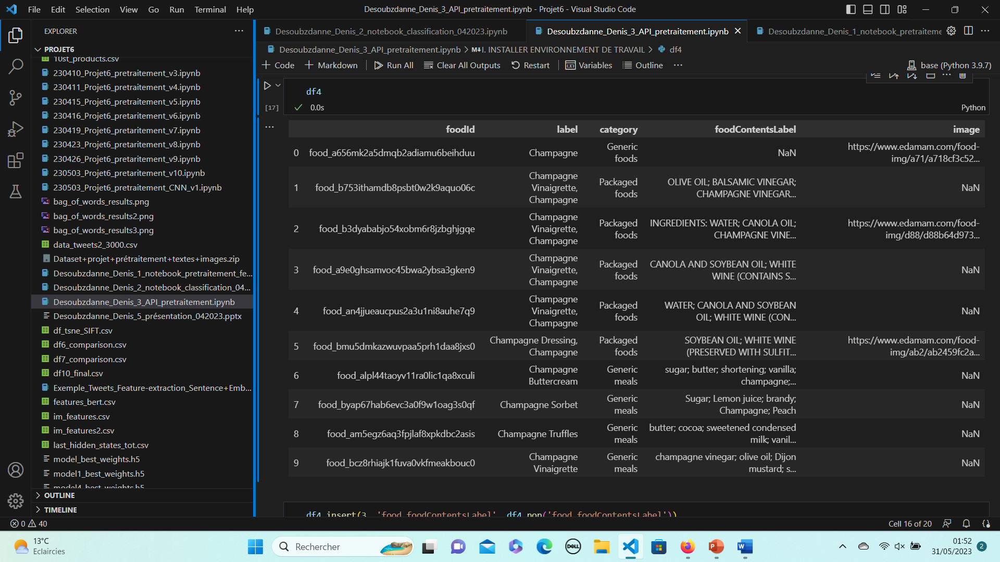 File Edit Selection View Go Run Terminal Help
Desoubzdanne_Denis_3_API_pretraitement.ipynb - Projet6 - Visual Studio Code
EXPLORER
PROJET6
10st_products.csv
230410_Projet6_pretraitement_v3.ipynb
230411_Projet6_pretraitement_v4.ipynb
230415_Projet6_pretraitement_v5.ipynb
230416_Projet6_pretraitement_v6.ipynb
230419_Projet6_pretaritement_v7.ipynb
230423_Projet6_pretaritement_v8.ipynb
230426_Projet6_pretaritement_v9.ipynb
230503_Projet6_pretaritement_v10.ipynb
230503_Projet6_pretraitement_CNN_v1.ipynb
bag_of_words_results.png
bag_of_words_results2.png
bag_of_words_results3.png
data_tweets2_3000.csv
Dataset+projet+prétraitement+textes+images.zip
Desoubzdanne_Denis_1_notebook_pretraitement_fe...
Desoubzdanne_Denis_2_notebook_classification_04...
Desoubzdanne_Denis_3_API_pretraitement.ipynb
Desoubzdanne_Denis_5_présentation_042023.pptx
df_tsne_SIFT.csv
df6_comparison.csv
df7_comparison.csv
df10_final.csv
Exemple_Tweets_Feature-extraction_Sentence+Emb...
features_bert.csv
im_features.csv
im_features2.csv
last_hidden_states_tot.csv
model_best_weights.h5
model1_best_weights.h5
model4_best_weights.h5
OUTLINE
TIMELINE
Desoubzdanne_Denis_2_notebook_classification_042023.ipynb
Desoubzdanne_Denis_3_API_pretraitement.ipynb
Desoubzdanne_Denis_1_notebook_pretraiteme
Desoubzdanne_Denis_3_API_pretraitement.ipynb > M↓I. INSTALLER ENVIRONNEMENT DE TRAVAIL > df4
+ Code + Markdown Run All Clear All Outputs Restart Variables Outline ...
base (Python 3.9.7)
df4
[17] 0.0s
Python
foodId label category foodContentsLabel image
0 food_a656mk2a5dmqb2adiamu6beihduu Champagne Generic foods NaN https://www.edamam.com/food-img/a71/a718cf3c52...
1 food_b753ithamdb8psbt0w2k9aquo06c Champagne Vinaigrette, Champagne Packaged foods OLIVE OIL; BALSAMIC VINEGAR; CHAMPAGNE VINEGAR... NaN
2 food_b3dyababjo54xobm6r8jzbghjgqe Champagne Vinaigrette, Champagne Packaged foods INGREDIENTS: WATER; CANOLA OIL; CHAMPAGNE VINE... https://www.edamam.com/food-img/d88/d88b64d973...
3 food_a9e0ghsamvoc45bwa2ybsa3gken9 Champagne Vinaigrette, Champagne Packaged foods CANOLA AND SOYBEAN OIL; WHITE WINE (CONTAINS S... NaN
4 food_an4jjueaucpus2a3u1ni8auhe7q9 Champagne Vinaigrette, Champagne Packaged foods WATER; CANOLA AND SOYBEAN OIL; WHITE WINE (CON... NaN
5 food_bmu5dmkazwuvpaa5prh1daa8jxs0 Champagne Dressing, Champagne Packaged foods SOYBEAN OIL; WHITE WINE (PRESERVED WITH SULFIT... https://www.edamam.com/food-img/ab2/ab2459fc2a...
6 food_alpl44taoyv11ra0lic1qa8xculi Champagne Buttercream Generic meals sugar; butter; shortening; vanilla; champagne;... NaN
7 food_byap67hab6evc3a0f9w1oag3s0qf Champagne Sorbet Generic meals Sugar; Lemon juice; brandy; Champagne; Peach NaN
8 food_am5egz6aq3fpjlaf8xpkdbc2asis Champagne Truffles Generic meals butter; cocoa; sweetened condensed milk; vanil... NaN
9 food_bcz8rhiajk1fuva0vkfmeakbouc0 Champagne Vinaigrette Generic meals champagne vinegar; olive oil; Dijon mustard; s... NaN
df4.insert(3, 'food.foodContentsLabel', df4.pop('food.foodContentsLabel'))
0 40
Cell 16 of 20
13°C
Eclaircies
Rechercher
DELL
01:52
31/05/2023
2